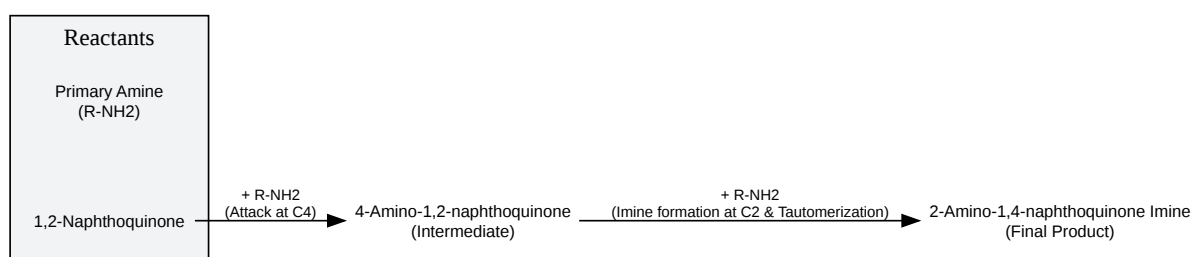 Reactants
Primary Amine
(R-NH2)
1,2-Naphthoquinone
+ R-NH2
(Attack at C4)
4-Amino-1,2-naphthoquinone
(Intermediate)
+ R-NH2
(Imine formation at C2 & Tautomerization)
2-Amino-1,4-naphthoquinone Imine
(Final Product)